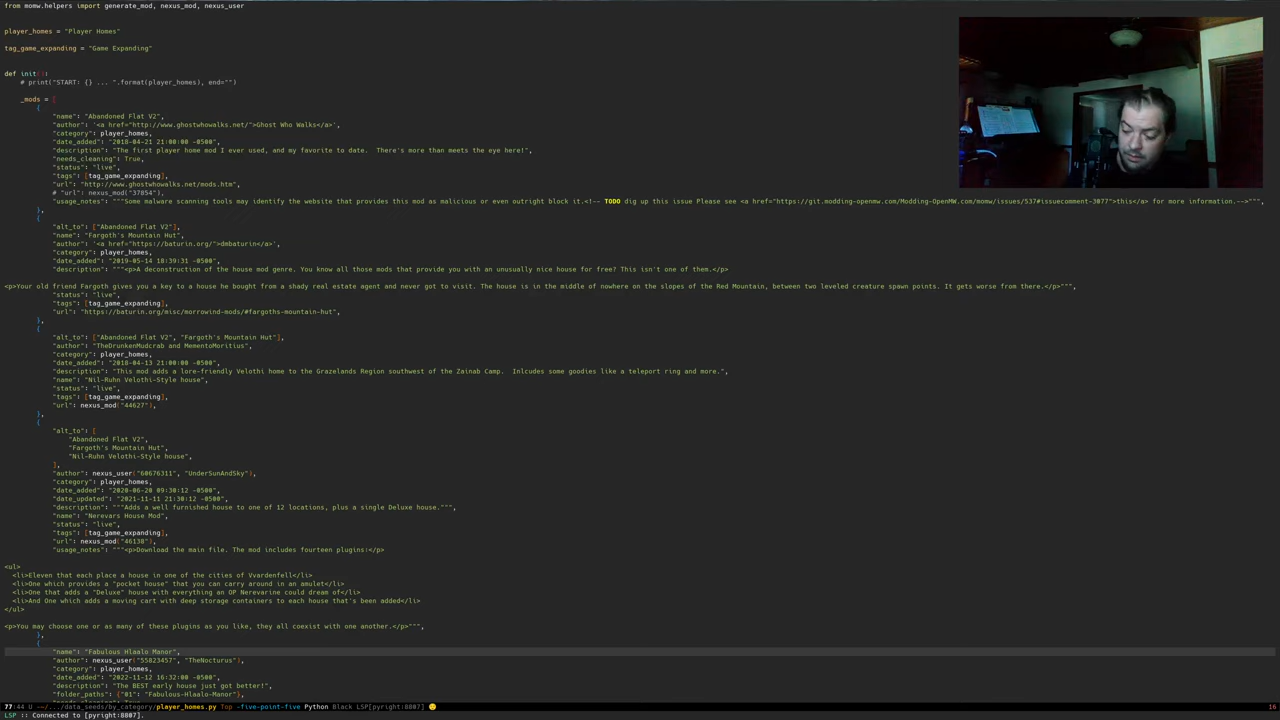 from momw.helpers import generate_mod, nexus_mod, nexus_user
player_homes = "Player Homes"
tag_game_expanding = "Game Expanding"
def init():
# print("START: {} ... ".format(player_homes), end="")
_mods = [
{
"name": "Abandoned Flat V2",
"author": '<a href="http://www.ghostwhowalks.net/">Ghost Who Walks</a>',
"category": player_homes,
"date_added": "2018-04-21 21:00:00 -0500",
"description": "The first player home mod I ever used, and my favorite to date.  There's more than meets the eye here!",
"needs_cleaning": True,
"status": "live",
"tags": [tag_game_expanding],
"url": "http://www.ghostwhowalks.net/mods.htm",
# "url": nexus_mod("37854"),
"usage_notes": """Some malware scanning tools may identify the website that provides this mod as malicious or even outright block it.<!-- TODO dig up this issue Please see <a href="https://git.modding-openmw.com/Modding-OpenMW.com/momw/issues/537#issuecomment-3077">this</a> for more information.-->""",
},
{
"alt_to": ["Abandoned Flat V2"],
"name": "Fargoth's Mountain Hut",
"author": '<a href="https://baturin.org/">dmbaturin</a>',
"category": player_homes,
"date_added": "2019-05-14 18:39:31 -0500",
"description": """<p>A deconstruction of the house mod genre. You know all those mods that provide you with an unusually nice house for free? This isn't one of them.</p>
<p>Your old friend Fargoth gives you a key to a house he bought from a shady real estate agent and never got to visit. The house is in the middle of nowhere on the slopes of the Red Mountain, between two leveled creature spawn points. It gets worse from there.</p>""",
"status": "live",
"tags": [tag_game_expanding],
"url": "https://baturin.org/misc/morrowind-mods/#fargoths-mountain-hut",
},
{
"alt_to": ["Abandoned Flat V2", "Fargoth's Mountain Hut"],
"author": "TheDrunkenMudcrab and MementoMoritius",
"category": player_homes,
"date_added": "2018-04-13 21:00:00 -0500",
"description": "This mod adds a lore-friendly Velothi home to the Grazelands Region southwest of the Zainab Camp.  Inlcudes some goodies like a teleport ring and more.",
"name": "Nil-Ruhn Velothi-Style house",
"status": "live",
"tags": [tag_game_expanding],
"url": nexus_mod("44627"),
},
{
"alt_to": [
"Abandoned Flat V2",
"Fargoth's Mountain Hut",
"Nil-Ruhn Velothi-Style house",
],
"author": nexus_user("60676311", "UnderSunAndSky"),
"category": player_homes,
"date_added": "2020-06-20 09:30:12 -0500",
"date_updated": "2021-11-11 21:30:12 -0500",
"description": """Adds a well furnished house to one of 12 locations, plus a single Deluxe house.""",
"name": "Nerevars House Mod",
"status": "live",
"tags": [tag_game_expanding],
"url": nexus_mod("46138"),
"usage_notes": """<p>Download the main file. The mod includes fourteen plugins:</p>
<ul>
<li>Eleven that each place a house in one of the cities of Vvardenfell</li>
<li>One which provides a "pocket house" that you can carry around in an amulet</li>
<li>One that adds a "Deluxe" house with everything an OP Nerevarine could dream of</li>
<li>And One which adds a moving cart with deep storage containers to each house that's been added</li>
</ul>
<p>You may choose one or as many of these plugins as you like, they all coexist with one another.</p>""",
},
{
"name": "Fabulous Hlaalo Manor",
"author": nexus_user("55823457", "TheNocturus"),
"category": player_homes,
"date_added": "2022-11-12 16:32:00 -0500",
"description": "The BEST early house just got better!",
"folder_paths": {"01": "Fabulous-Hlaalo-Manor"},
77:44 U -~/.../data_seeds/by_category/player_homes.py Top -five-point-five Python Black LSP[pyright:8807] 16
LSP :: Connected to [pyright:8807].